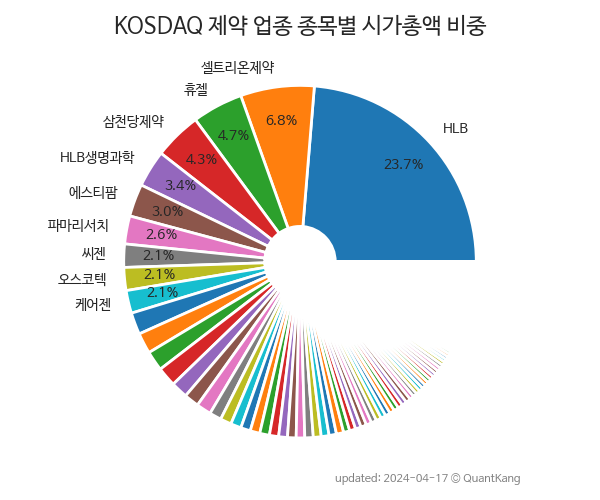 KOSDAQ 제약 업종 종목별 시가총액 비중
HLB
23.7%
셀트리온제약
6.8%
휴젤
4.7%
삼천당제약
4.3%
HLB생명과학
3.4%
에스티팜
3.0%
파마리서치
2.6%
씨젠
2.1%
오스코텍
2.1%
케어젠
2.1%
updated: 2024-04-17 © QuantKang